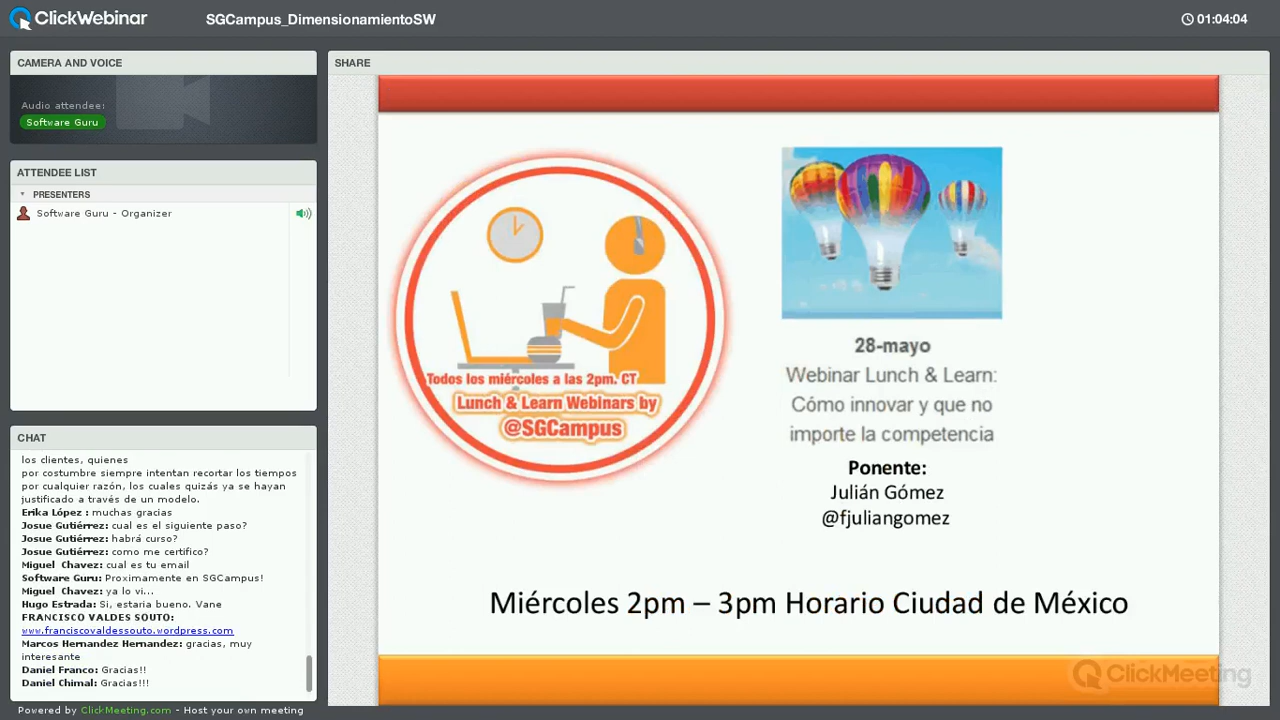 ClickWebinar
SGCampus_DimensionamientoSW
01:04:04
CAMERA AND VOICE
Audio attendee:
Software Guru
ATTENDEE LIST
PRESENTERS
Software Guru - Organizer
CHAT
los clientes, quienes
por costumbre siempre intentan recortar los tiempos
por cualquier razón, los cuales quizás ya se hayan
justificado a través de un modelo.
Erika López : muchas gracias
Josue Gutiérrez: cual es el siguiente paso?
Josue Gutiérrez: habrá curso?
Josue Gutiérrez: como me certifico?
Miguel Chavez: cual es tu email
Software Guru: Proximamente en SGCampus!
Miguel Chavez: ya lo vi...
Hugo Estrada: Si, estaria bueno. Vane
FRANCISCO VALDES SOUTO:
www.franciscovaldessouto.wordpress.com
Marcos Hernandez Hernandez: gracias, muy
interesante
Daniel Franco: Gracias!!
Daniel Chimal: Gracias!!!
Powered by ClickMeeting.com - Host your own meeting
SHARE
Todos los miércoles a las 2pm. CT
Lunch & Learn Webinars by
@SGCampus
28-mayo
Webinar Lunch & Learn:
Cómo innovar y que no
importe la competencia
Ponente:
Julián Gómez
@fjuliangomez
Miércoles 2pm – 3pm Horario Ciudad de México
ClickMeeting